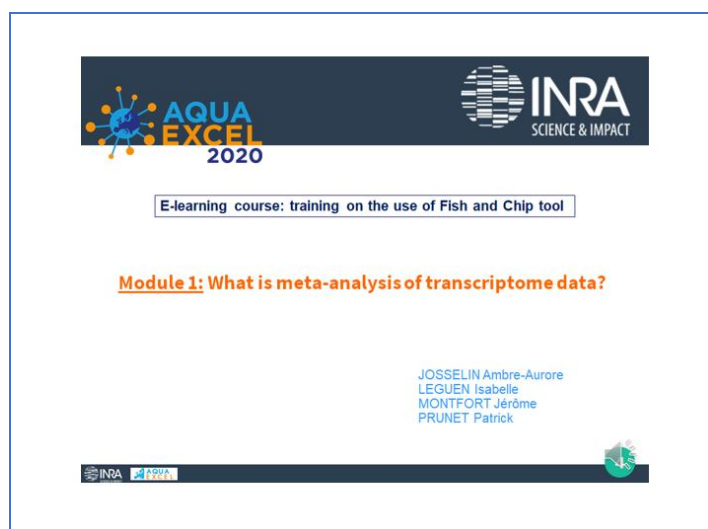 AQUA
EXCEL
2020
INRA
SCIENCE & IMPACT
E-learning course: training on the use of Fish and Chip tool
Module 1: What is meta-analysis of transcriptome data?
JOSSELIN Ambre-Aurore
LEGUEN Isabelle
MONTFORT Jérôme
PRUNET Patrick
INRA
AQUA
EXCEL